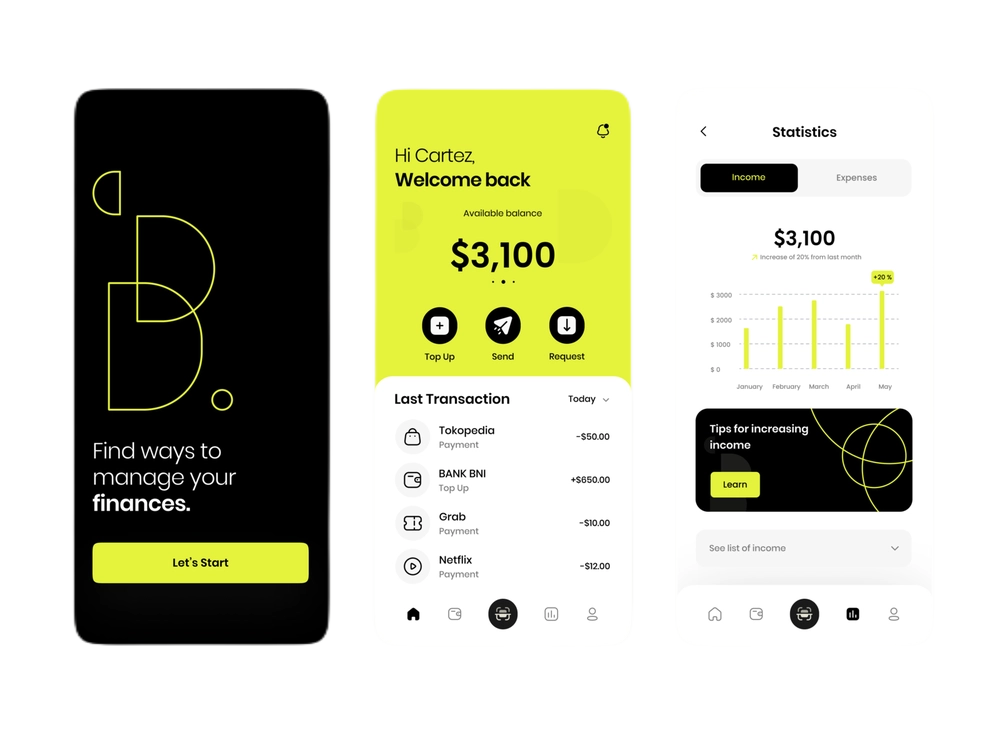 Find ways to
manage your
finances.
Let's Start
Hi Cartez,
Welcome back
Available balance
$3,100
Top Up
Send
Request
Last Transaction
Today
Tokopedia
Payment
-$50.00
BANK BNI
Top Up
+$650.00
Grab
Payment
-$10.00
Netflix
Payment
-$12.00
Statistics
Income
Expenses
$3,100
Increase of 20% from last month
+20 %
$ 3000
$ 2000
$ 1000
$ 0
January
February
March
April
May
Tips for increasing
income
Learn
See list of income